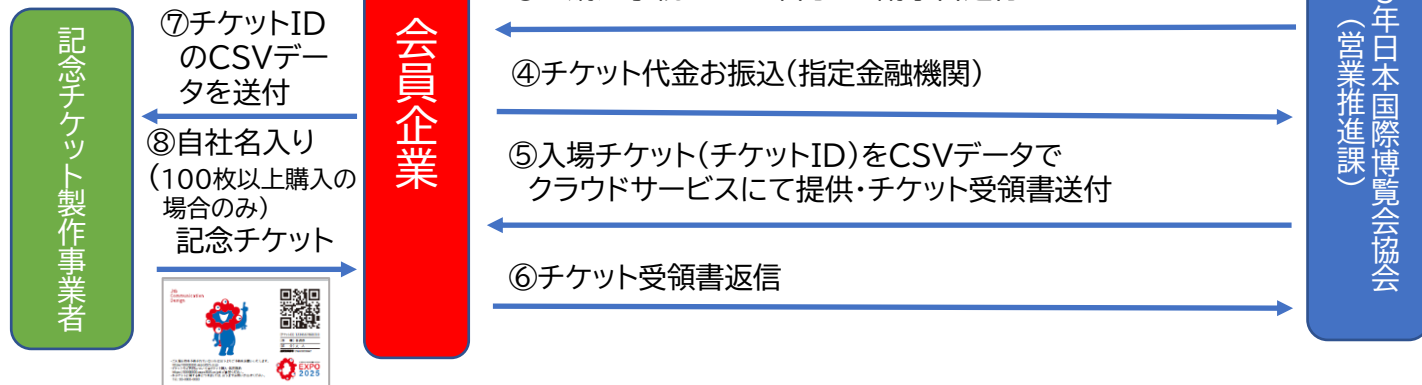 記念チケット製作事業者
⑦チケットID
のCSVデー
タを送付
⑧自社名入り
(100枚以上購入の
場合のみ)
記念チケット
EXPO
2025
会員企業
④チケット代金お振込(指定金融機関)
⑤入場チケット(チケットID)をCSVデータで
クラウドサービスにて提供・チケット受領書送付
⑥チケット受領書返信
年日本国際博覧会協会
(営業推進課)